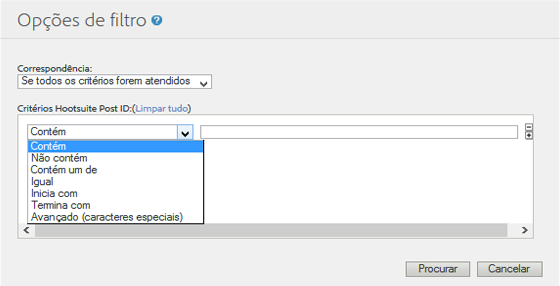 Opções de filtro ?
Correspondência:
Se todos os critérios forem atendidos
Critérios Hootsuite Post ID:(Limpar tudo)
Contém
Contém
Não contém
Contém um de
Igual
Inicia com
Termina com
Avançado (caracteres especiais)
Procurar Cancelar